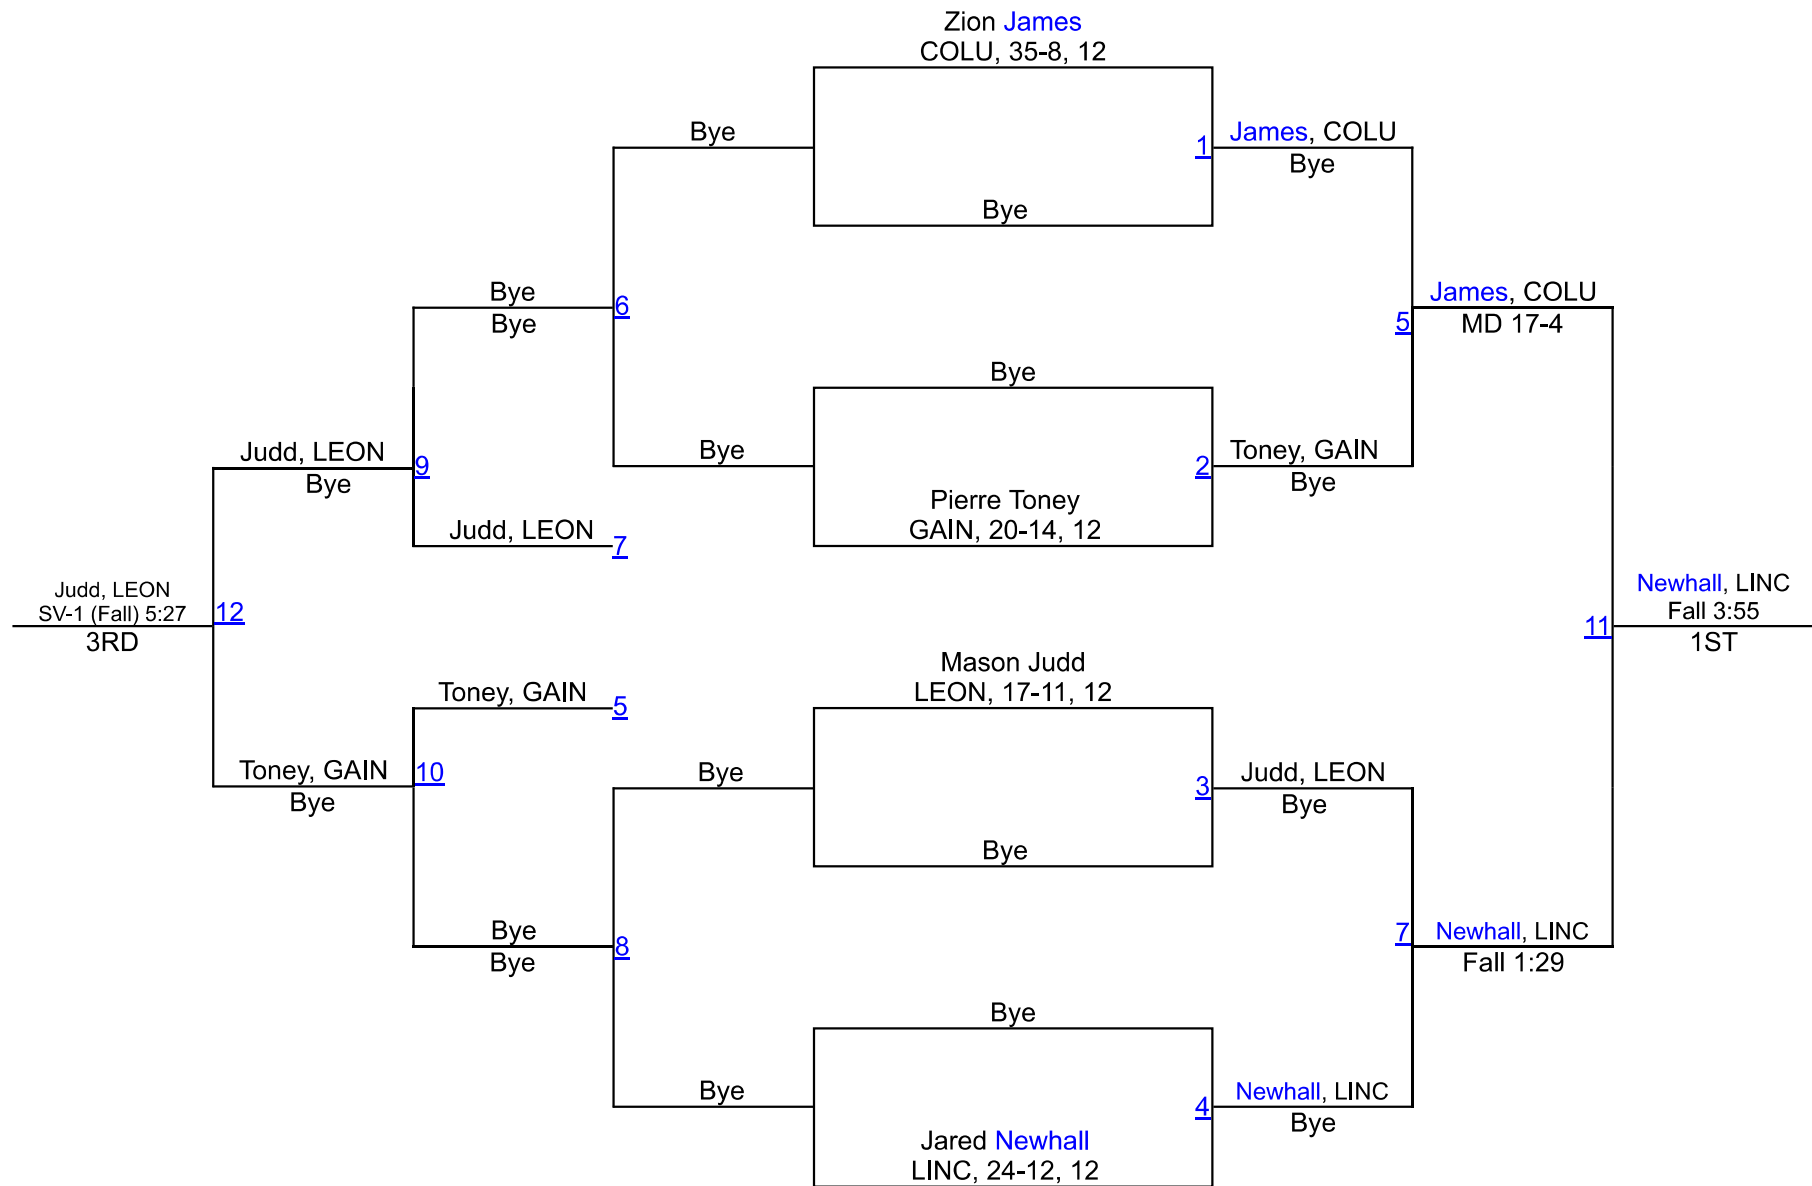 Zion James
COLU, 35-8, 12
Bye
1
James, COLU
Bye
Bye
Bye
Bye
6
James, COLU
MD 17-4
5
Bye
Judd, LEON
Bye
9
Bye
2
Toney, GAIN
Bye
Pierre Toney
GAIN, 20-14, 12
Judd, LEON
7
Judd, LEON
SV-1 (Fall) 5:27
3RD
12
Newhall, LINC
Fall 3:55
1ST
11
Mason Judd
LEON, 17-11, 12
Toney, GAIN
5
Toney, GAIN
Bye
10
Bye
3
Judd, LEON
Bye
Bye
Bye
Bye
8
7
Newhall, LINC
Fall 1:29
Bye
Bye
4
Newhall, LINC
Bye
Jared Newhall
LINC, 24-12, 12